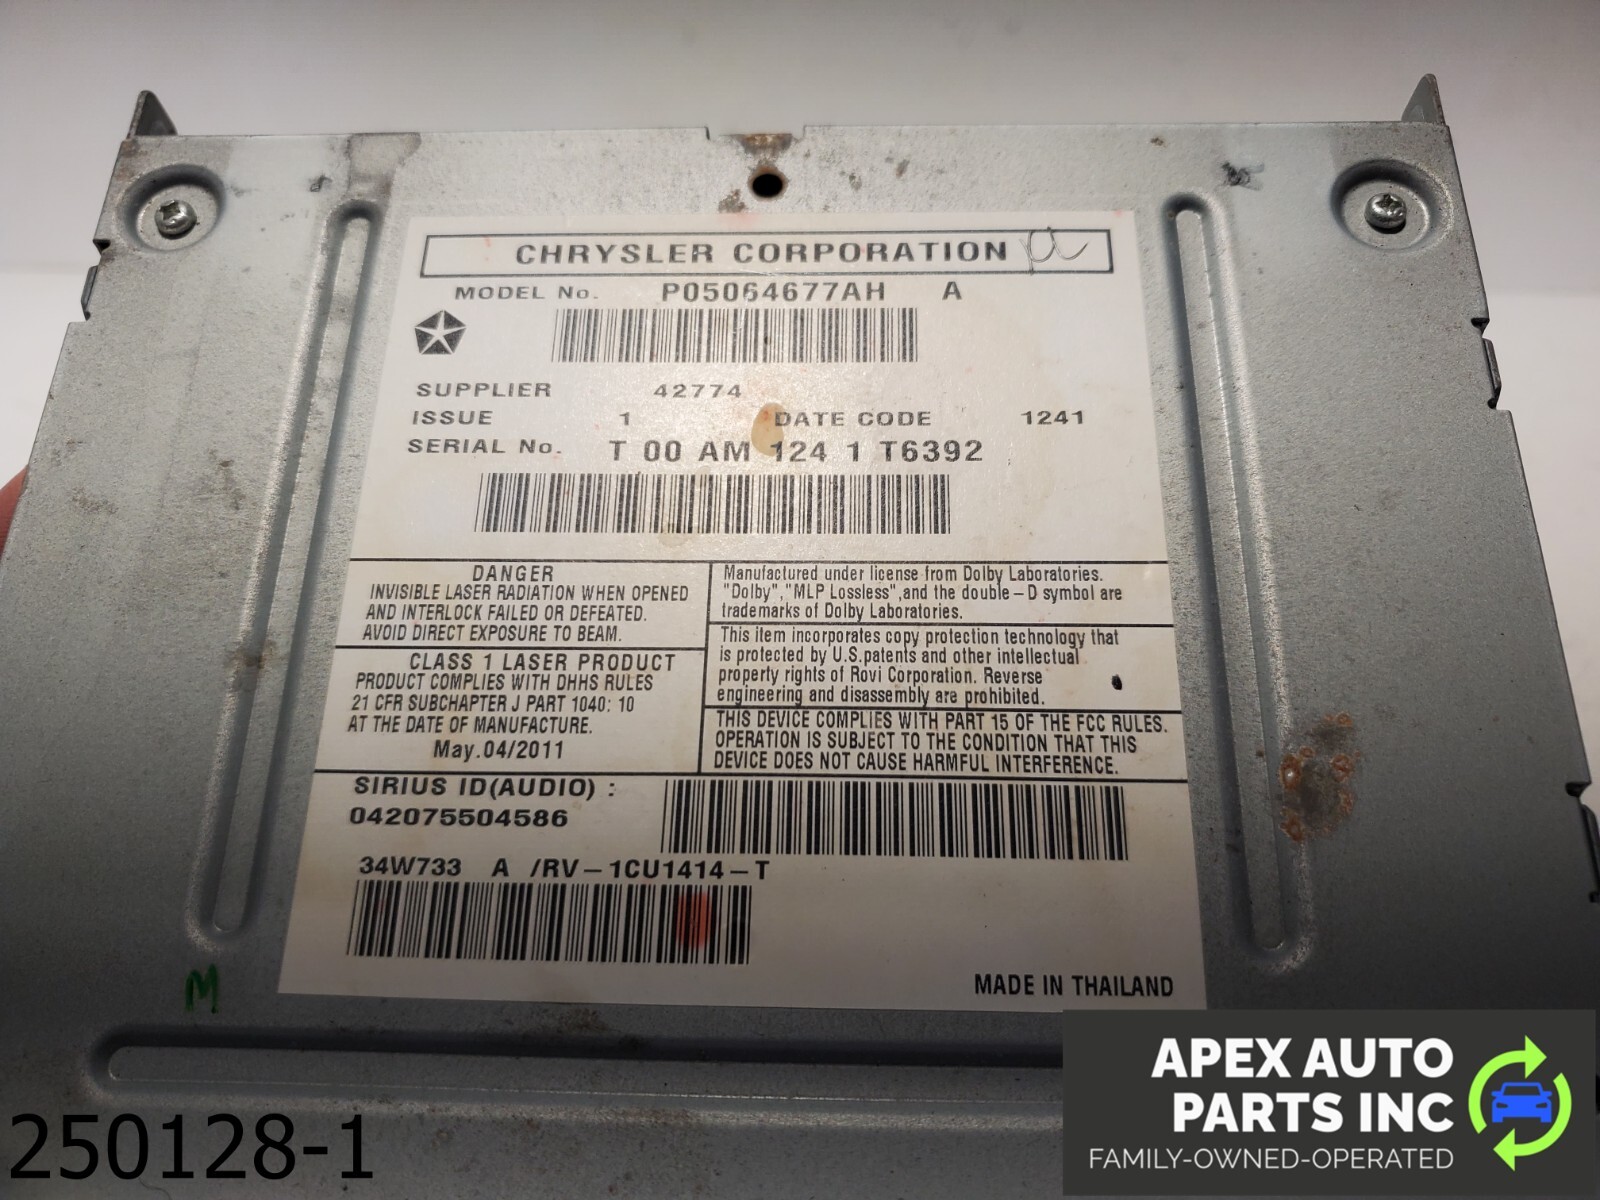 CHRYSLER CORPORATION
MODEL No. P05064677AH A
SUPPLIER 42774
ISSUE 1 DATE CODE 1241
SERIAL No. T 00 AM 124 1 T6392
DANGER
INVISIBLE LASER RADIATION WHEN OPENED
AND INTERLOCK FAILED OR DEFEATED.
AVOID DIRECT EXPOSURE TO BEAM.
CLASS 1 LASER PRODUCT
PRODUCT COMPLIES WITH DHHS RULES
21 CFR SUBCHAPTER J PART 1040: 10
AT THE DATE OF MANUFACTURE.
May.04/2011
Manufactured under license from Dolby Laboratories.
"Dolby","MLP Lossless",and the double-D symbol are
trademarks of Dolby Laboratories.
This item incorporates copy protection technology that
is protected by U.S.patents and other intellectual
property rights of Rovi Corporation. Reverse
engineering and disassembly are prohibited.
THIS DEVICE COMPLIES WITH PART 15 OF THE FCC RULES.
OPERATION IS SUBJECT TO THE CONDITION THAT THIS
DEVICE DOES NOT CAUSE HARMFUL INTERFERENCE.
SIRIUS ID(AUDIO) :
042075504586
34W733 A /RV-1CU1414-T
MADE IN THAILAND
M
250128-1
APEX AUTO
PARTS INC
FAMILY-OWNED-OPERATED